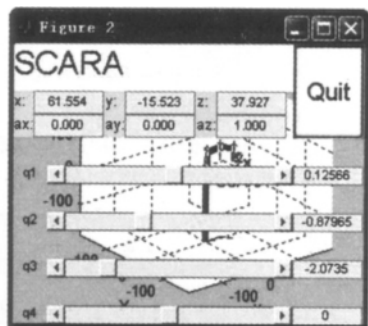 Figure 2
SCARA
Quit
x: 61.554 y: -15.523 z: 37.927
ax: 0.000 ay: 0.000 az: 1.000
q1 0.12566
-100
q2 -0.87965
q3 -2.0735
-100 -100 0
q4 0